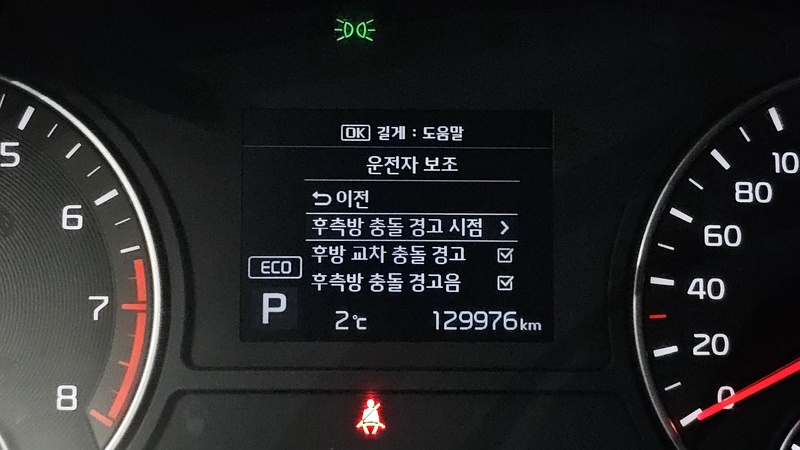 OK 길게 : 도움말
운전자 보조
이전
후측방 충돌 경고 시점
후방 교차 충돌 경고
후측방 충돌 경고음
ECO
P
2℃ 129976km
5
6
7
8
10
80
60
40
20
0